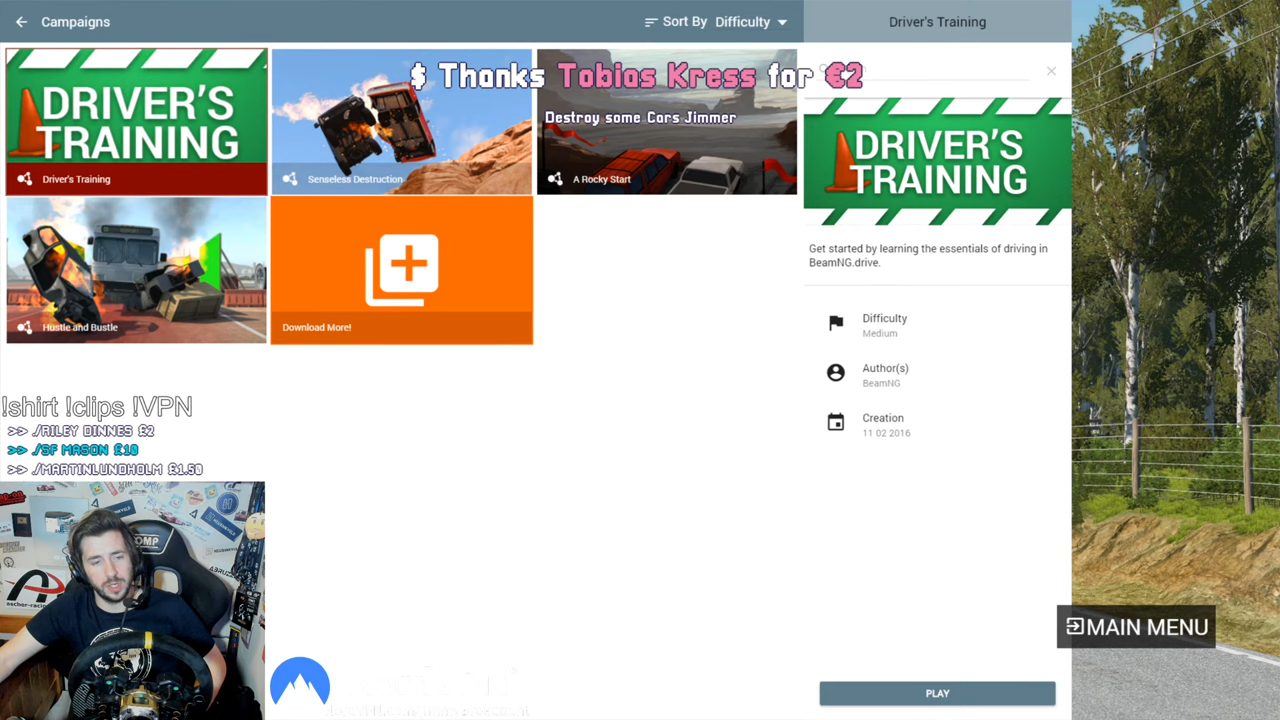 Campaigns
Sort By Difficulty
Driver's Training
$ Thanks Tobias Kress for €2
Destroy some Cars Jimmer
DRIVER'S
TRAINING
Driver's Training
Senseless Destruction
A Rocky Start
Hustle and Bustle
Download More!
DRIVER'S
TRAINING
Get started by learning the essentials of driving in
BeamNG.drive.
Difficulty
Medium
Author(s)
BeamNG
Creation
11 02 2016
!shirt !clips !VPN
>> ./RILEY DINNES £2
>> ./SF MASON £10
>> ./MARTINLUNDHOLM £1.50
OMP
ascher-racing
MAIN MENU
PLAY